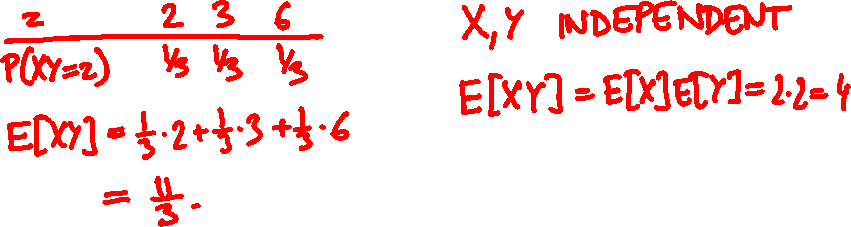 z 2 3 6
P(XY=z) 1/3 1/3 1/3
E[XY] = 1/3 · 2 + 1/3 · 3 + 1/3 · 6
= 11/3.
X, Y INDEPENDENT
E[XY] = E[X]E[Y] = 2·2 = 4